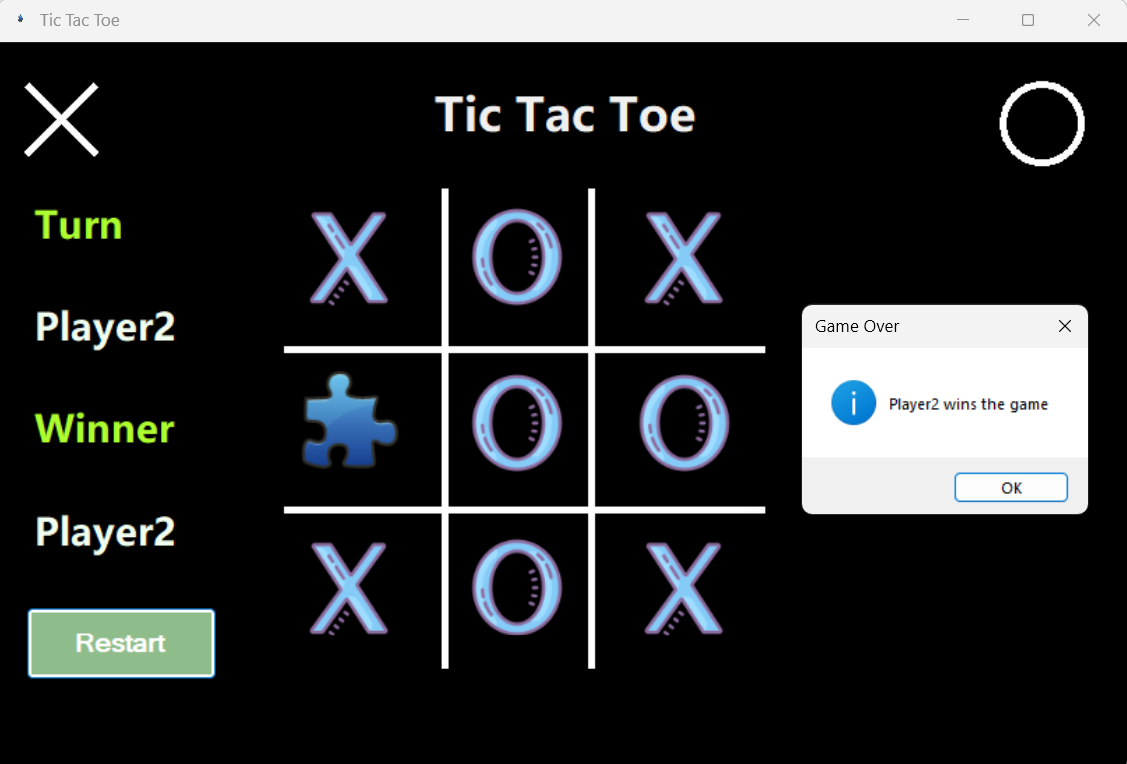 Tic Tac Toe
Tic Tac Toe
Turn
Player2
Winner
Player2
Restart
X O X
O O
X O X
Game Over
Player2 wins the game
OK